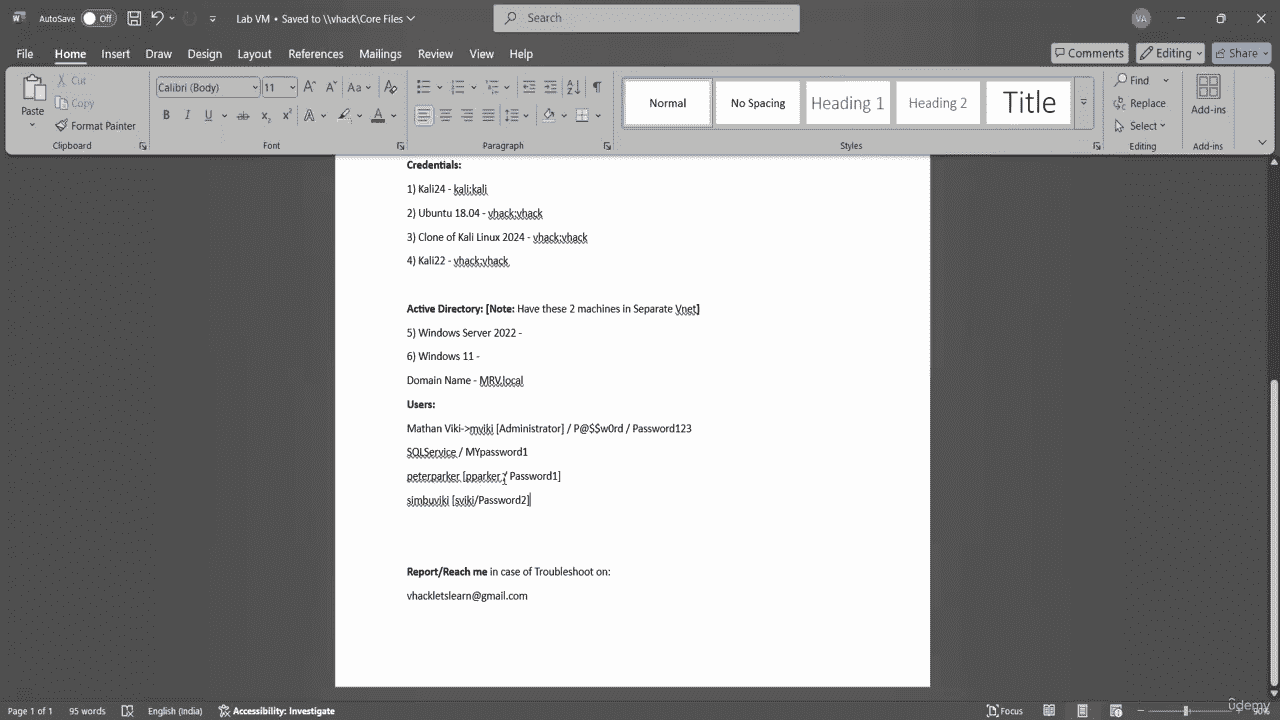 AutoSave Off Lab VM • Saved to \\vhack\Core Files Search VA
File Home Insert Draw Design Layout References Mailings Review View Help Comments Editing Share
Paste Cut Copy Format Painter Clipboard
Calibri (Body) 11 Font
Paragraph
Normal No Spacing Heading 1 Heading 2 Title Styles
Find Replace Select Editing
Add-ins Add-ins
Credentials:
1) Kali24 - kali:kali
2) Ubuntu 18.04 - vhack:vhack
3) Clone of Kali Linux 2024 - vhack:vhack
4) Kali22 - vhack:vhack
Active Directory: [Note: Have these 2 machines in Separate Vnet]
5) Windows Server 2022 -
6) Windows 11 -
Domain Name - MRV.local
Users:
Mathan Viki->mviki [Administrator] / P@$$w0rd / Password123
SQLService / MYpassword1
peterparker [pparker / Password1]
simbuviki [sviki/Password2]
Report/Reach me in case of Troubleshoot on:
vhackletslearn@gmail.com
Page 1 of 1 95 words English (India) Accessibility: Investigate Focus